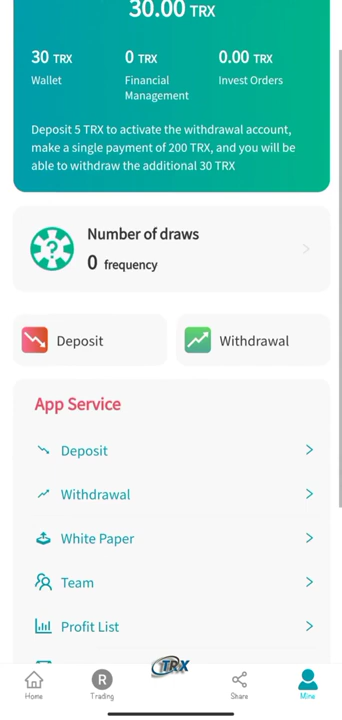 30.00 TRX
30 TRX 0 TRX 0.00 TRX
Wallet Financial Management Invest Orders
Deposit 5 TRX to activate the withdrawal account,
make a single payment of 200 TRX, and you will be
able to withdraw the additional 30 TRX
?
Number of draws
0 frequency
Deposit Withdrawal
App Service
Deposit
Withdrawal
White Paper
Team
Profit List
TRX
R
Home Trading Share Mine